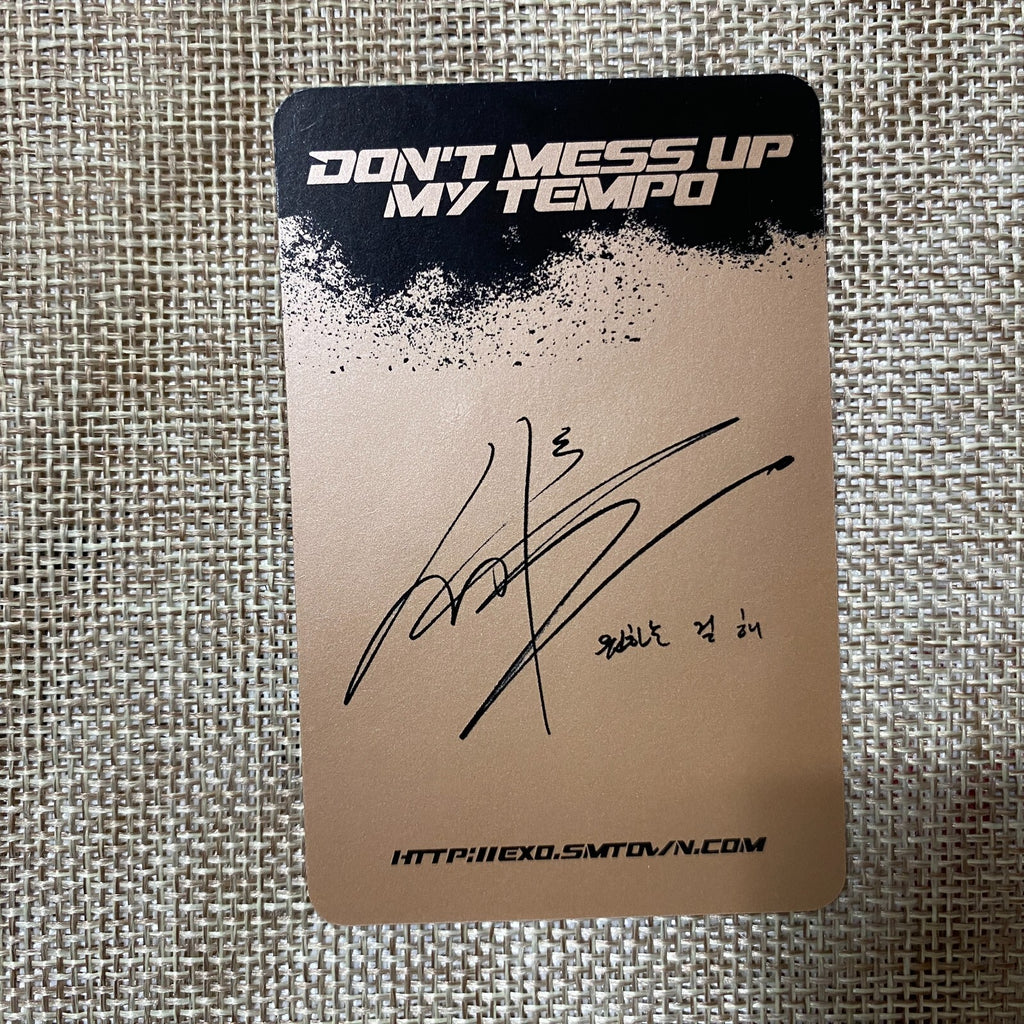 DON'T MESS UP
MY TEMPO
원하는 걸 해
HTTP://EXO.SMTOWN.COM